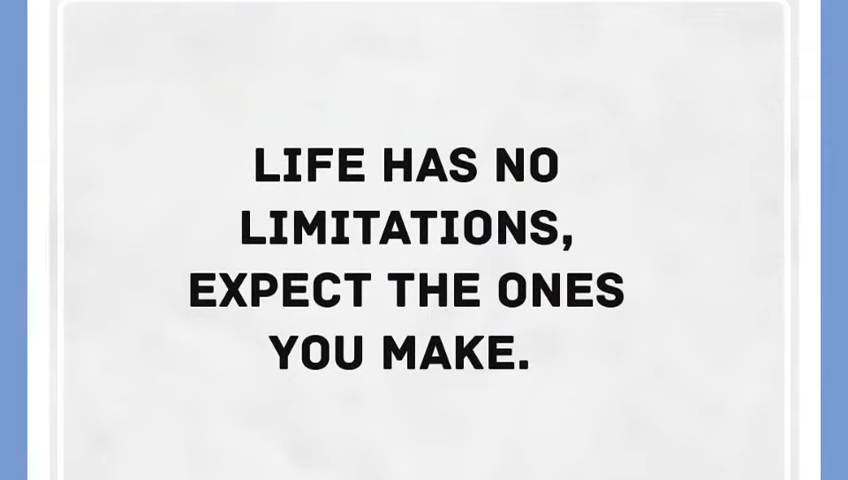 LIFE HAS NO
LIMITATIONS,
EXPECT THE ONES
YOU MAKE.